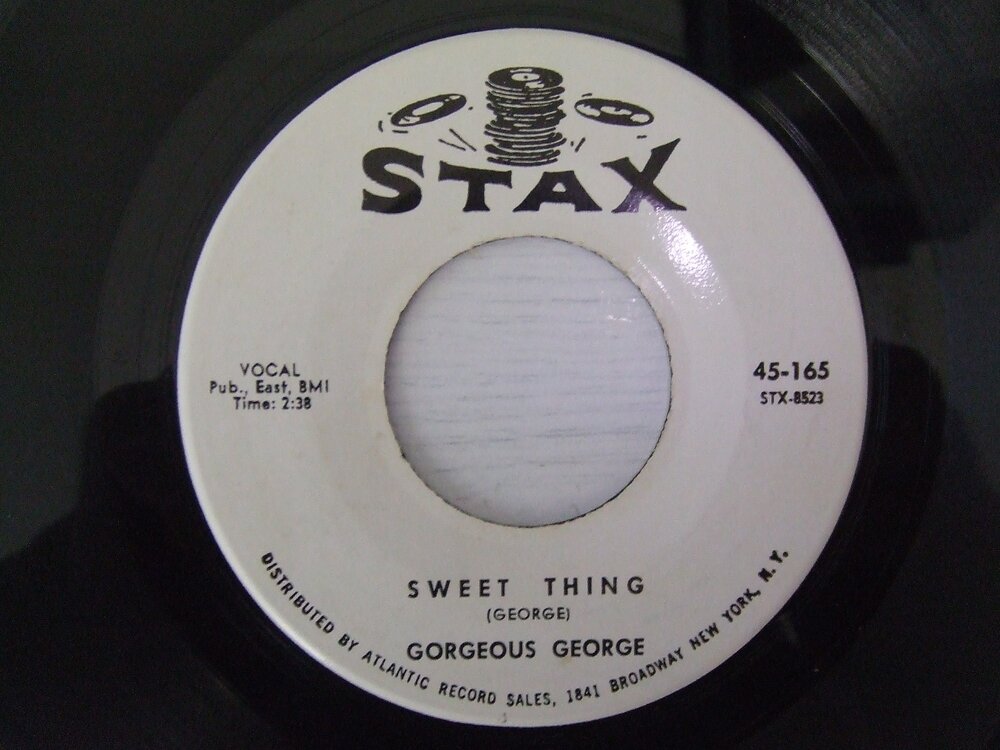 STAX
VOCAL
Pub., East, BMI
Time: 2:38
45-165
STX-8523
SWEET THING
(GEORGE)
GORGEOUS GEORGE
DISTRIBUTED BY ATLANTIC RECORD SALES, 1841 BROADWAY NEW YORK, N.Y.